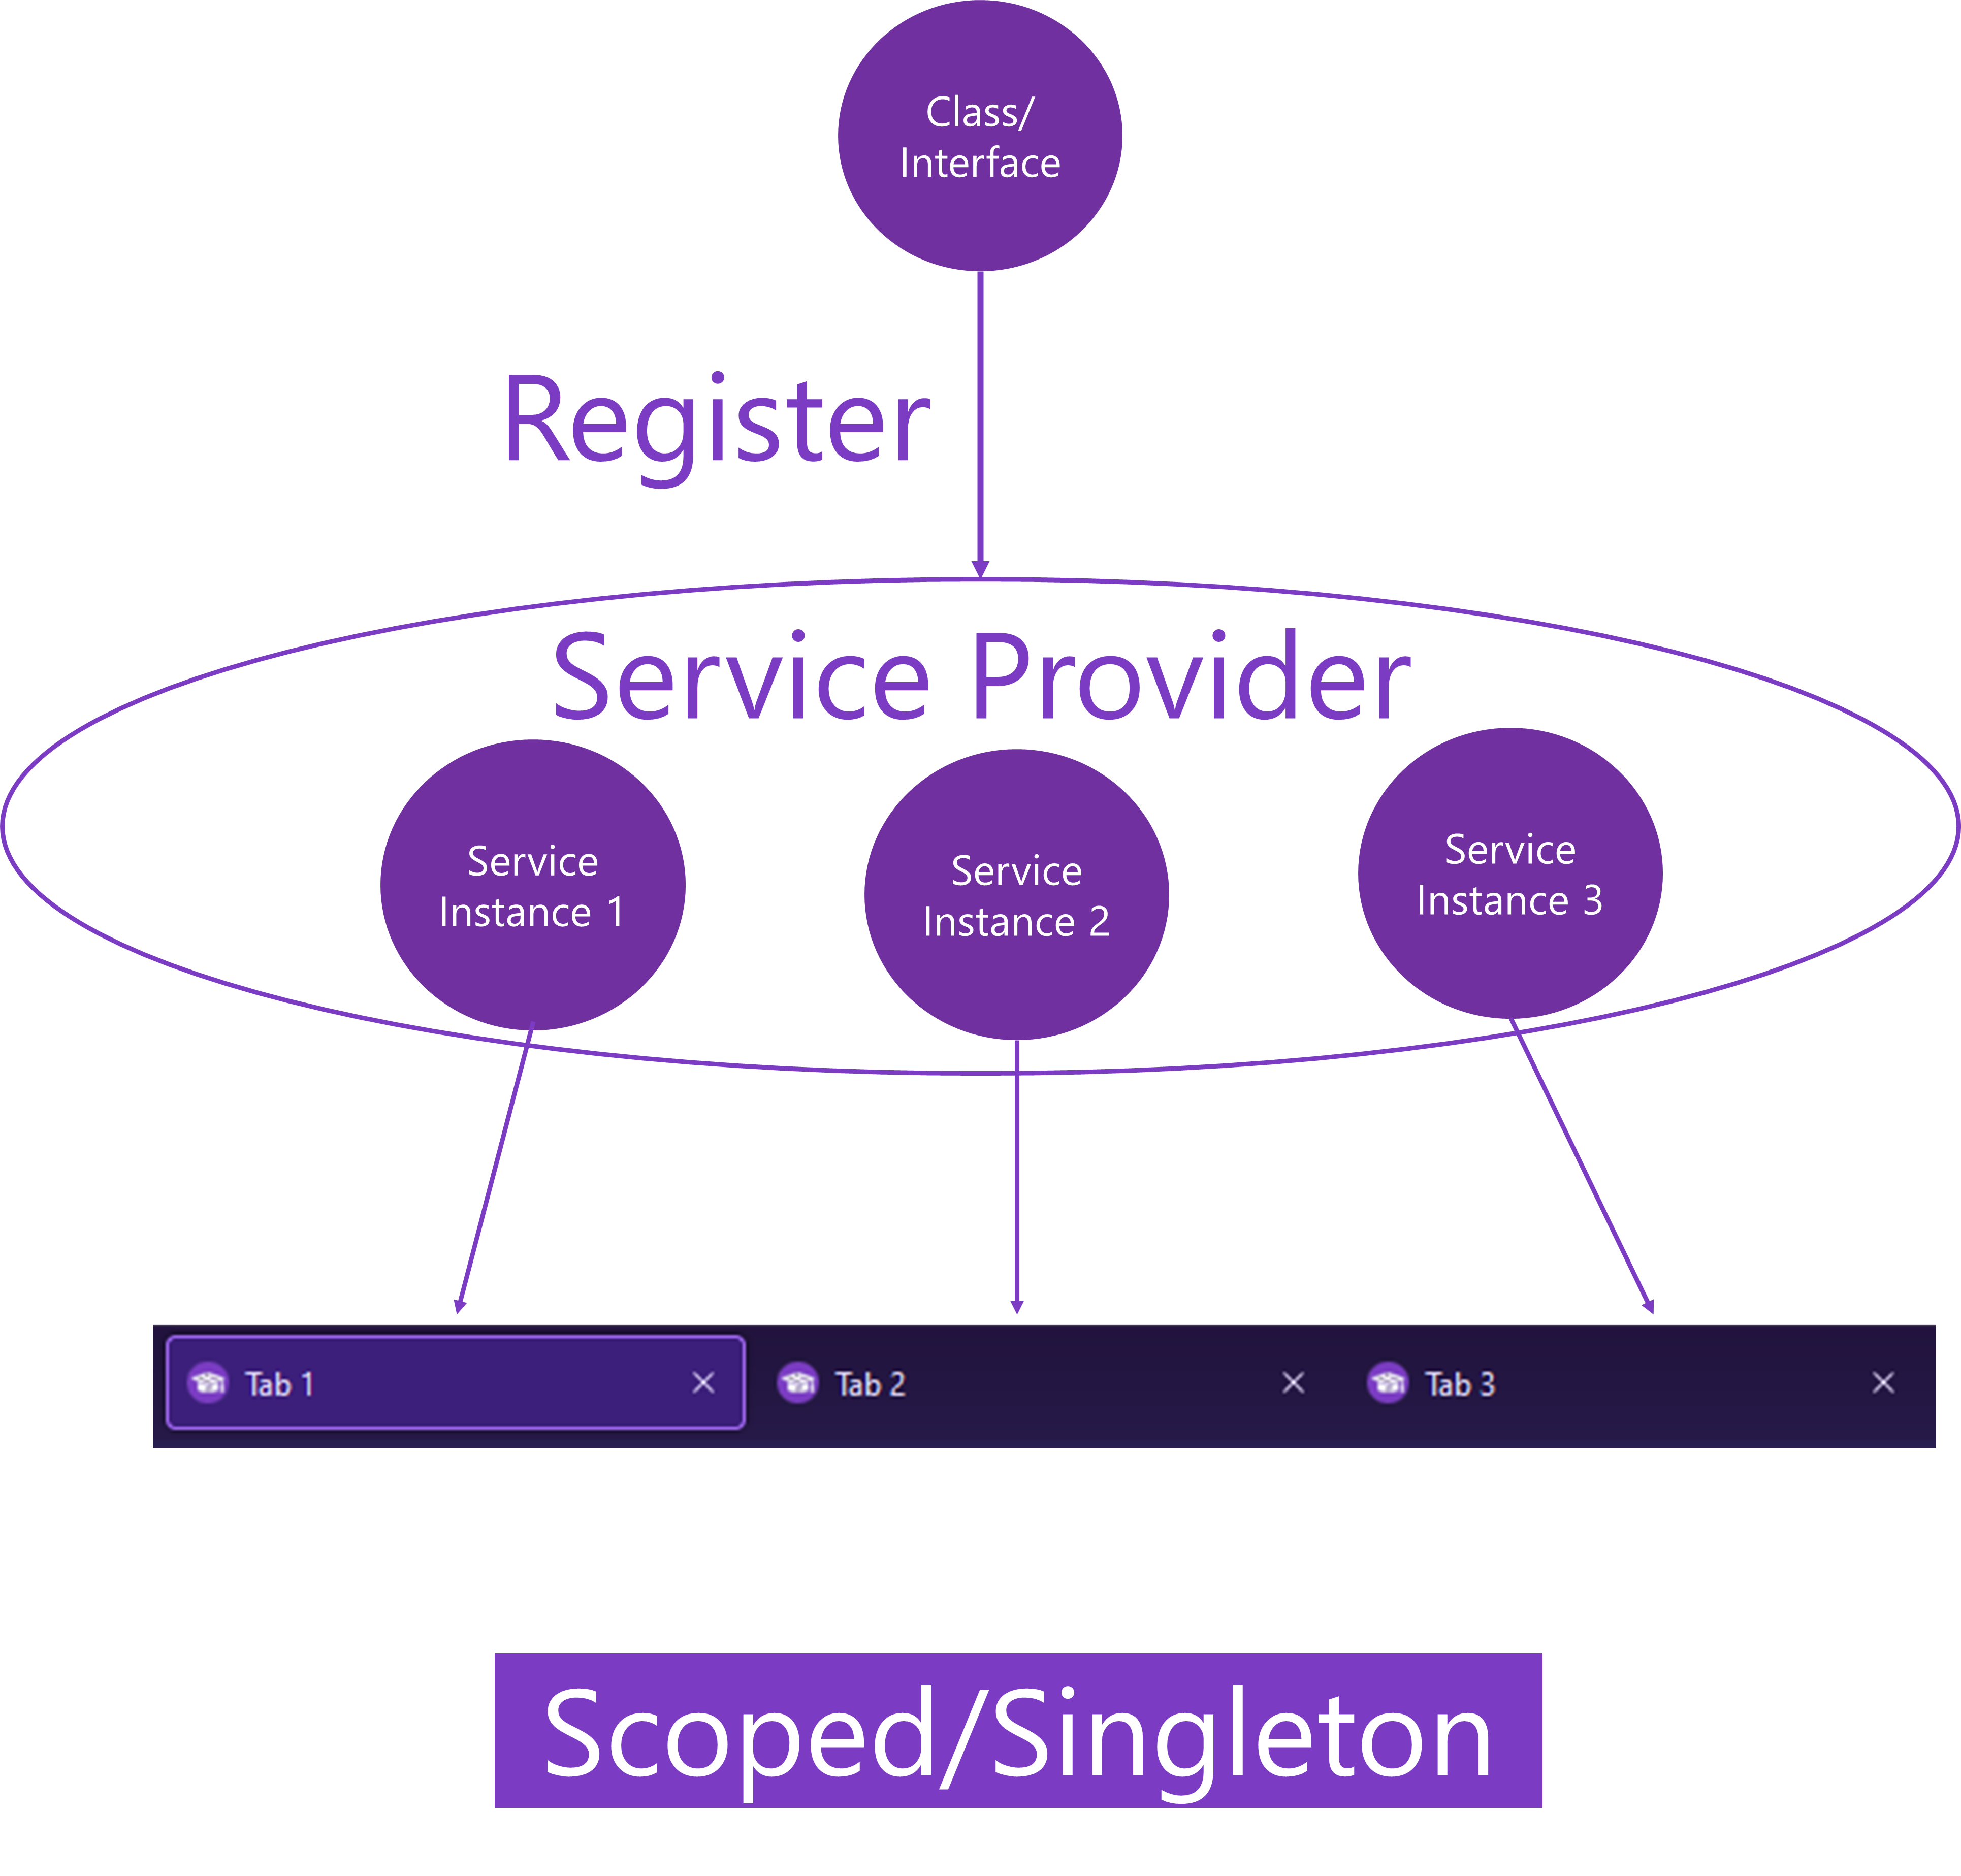 Class/
Interface
Register
Service Provider
Service
Instance 1
Service
Instance 2
Service
Instance 3
Tab 1
Tab 2
Tab 3
Scoped/Singleton